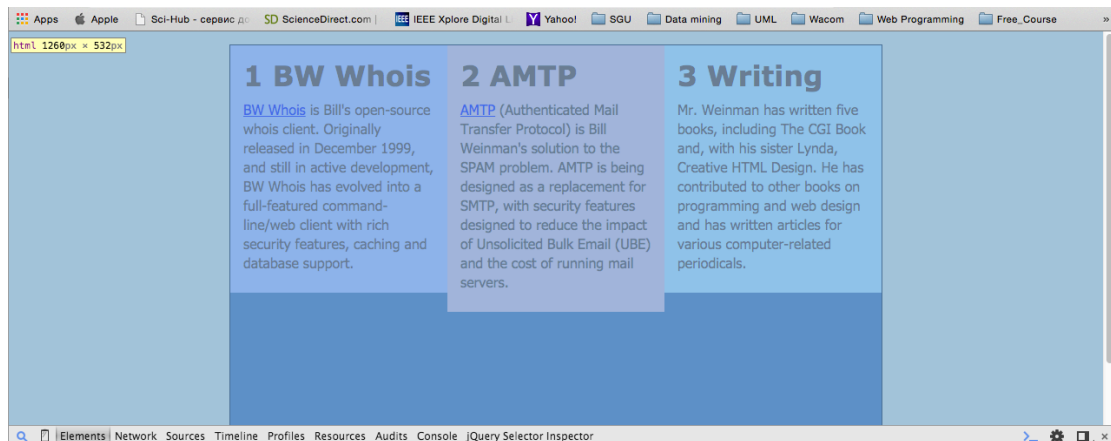 Apps Apple Sci-Hub - сервис до SD ScienceDirect.com | IEEE IEEE Xplore Digital Li Y Yahoo! SGU Data mining UML Wacom Web Programming Free_Course »
html 1260px × 532px
1 BW Whois
BW Whois is Bill's open-source
whois client. Originally
released in December 1999,
and still in active development,
BW Whois has evolved into a
full-featured command-
line/web client with rich
security features, caching and
database support.
2 AMTP
AMTP (Authenticated Mail
Transfer Protocol) is Bill
Weinman's solution to the
SPAM problem. AMTP is being
designed as a replacement for
SMTP, with security features
designed to reduce the impact
of Unsolicited Bulk Email (UBE)
and the cost of running mail
servers.
3 Writing
Mr. Weinman has written five
books, including The CGI Book
and, with his sister Lynda,
Creative HTML Design. He has
contributed to other books on
programming and web design
and has written articles for
various computer-related
periodicals.
Elements Network Sources Timeline Profiles Resources Audits Console jQuery Selector Inspector